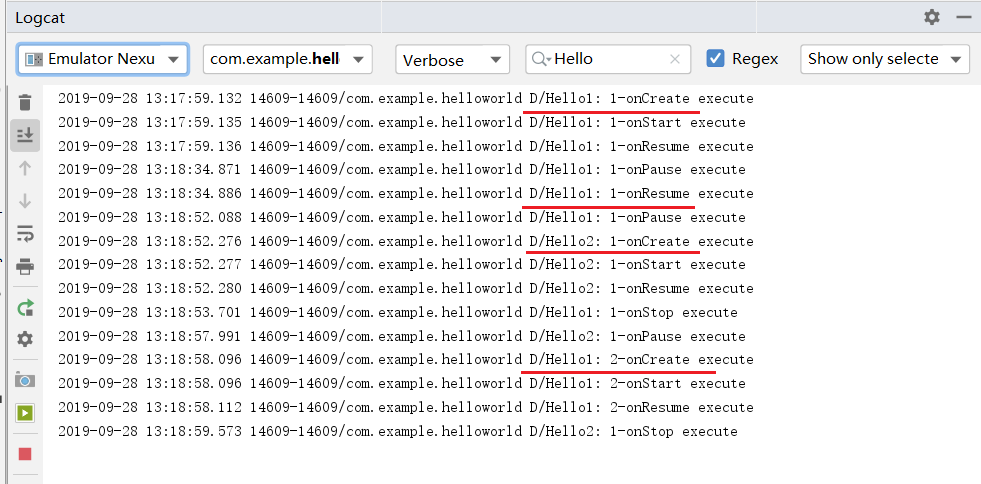 Logcat
Emulator Nexu com.example.hell Verbose Hello Regex Show only selecte
2019-09-28 13:17:59.132 14609-14609/com.example.helloworld D/Hello1: 1-onCreate execute
2019-09-28 13:17:59.135 14609-14609/com.example.helloworld D/Hello1: 1-onStart execute
2019-09-28 13:17:59.136 14609-14609/com.example.helloworld D/Hello1: 1-onResume execute
2019-09-28 13:18:34.871 14609-14609/com.example.helloworld D/Hello1: 1-onPause execute
2019-09-28 13:18:34.886 14609-14609/com.example.helloworld D/Hello1: 1-onResume execute
2019-09-28 13:18:52.088 14609-14609/com.example.helloworld D/Hello1: 1-onPause execute
2019-09-28 13:18:52.276 14609-14609/com.example.helloworld D/Hello2: 1-onCreate execute
2019-09-28 13:18:52.277 14609-14609/com.example.helloworld D/Hello2: 1-onStart execute
2019-09-28 13:18:52.280 14609-14609/com.example.helloworld D/Hello2: 1-onResume execute
2019-09-28 13:18:53.701 14609-14609/com.example.helloworld D/Hello1: 1-onStop execute
2019-09-28 13:18:57.991 14609-14609/com.example.helloworld D/Hello2: 1-onPause execute
2019-09-28 13:18:58.096 14609-14609/com.example.helloworld D/Hello1: 2-onCreate execute
2019-09-28 13:18:58.096 14609-14609/com.example.helloworld D/Hello1: 2-onStart execute
2019-09-28 13:18:58.112 14609-14609/com.example.helloworld D/Hello1: 2-onResume execute
2019-09-28 13:18:59.573 14609-14609/com.example.helloworld D/Hello2: 1-onStop execute